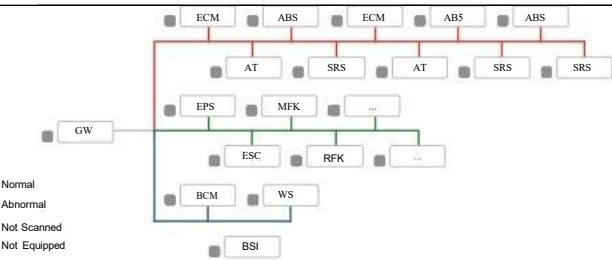 ECM ABS ECM AB5 ABS
AT SRS AT SRS SRS
EPS MFK ...
GW
ESC RFK ...
Normal
BCM WS
Abnormal
Not Scanned
Not Equipped
BSI